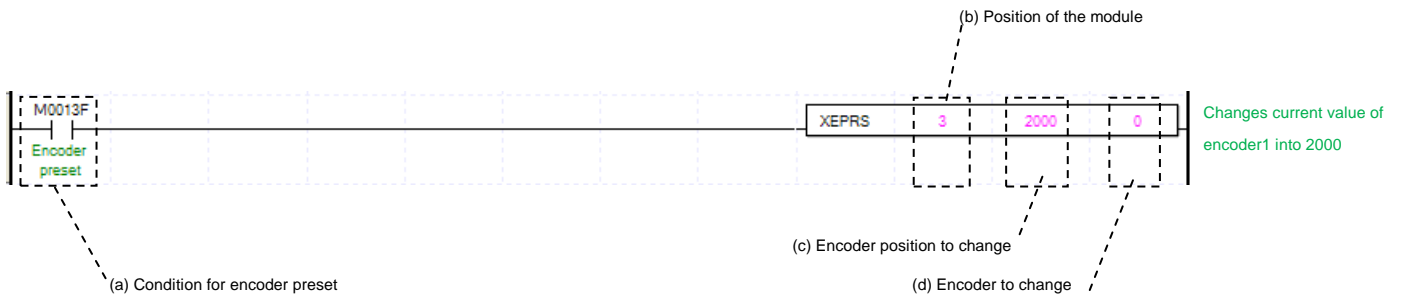 (b) Position of the module
M0013F
Encoder
preset
XEPRS 3 2000 0
Changes current value of
encoder1 into 2000
(c) Encoder position to change
(a) Condition for encoder preset
(d) Encoder to change